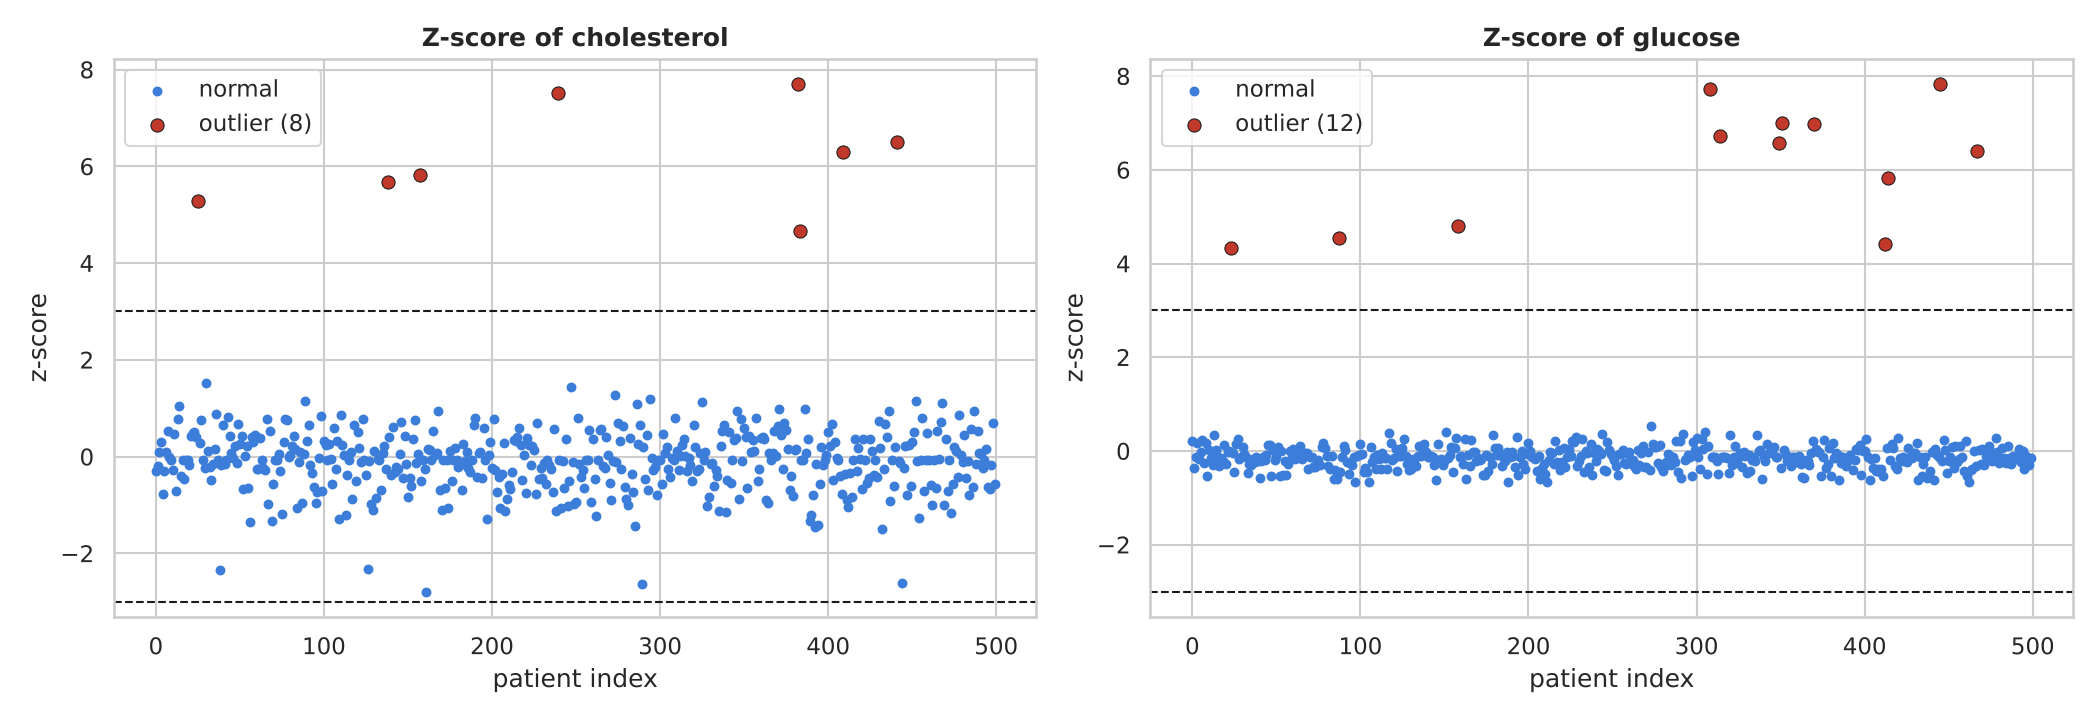 Z-score of cholesterol
8
6
4
2
0
−2
z-score
normal
outlier (8)
0 100 200 300 400 500
patient index
Z-score of glucose
8
6
4
2
0
−2
z-score
normal
outlier (12)
0 100 200 300 400 500
patient index